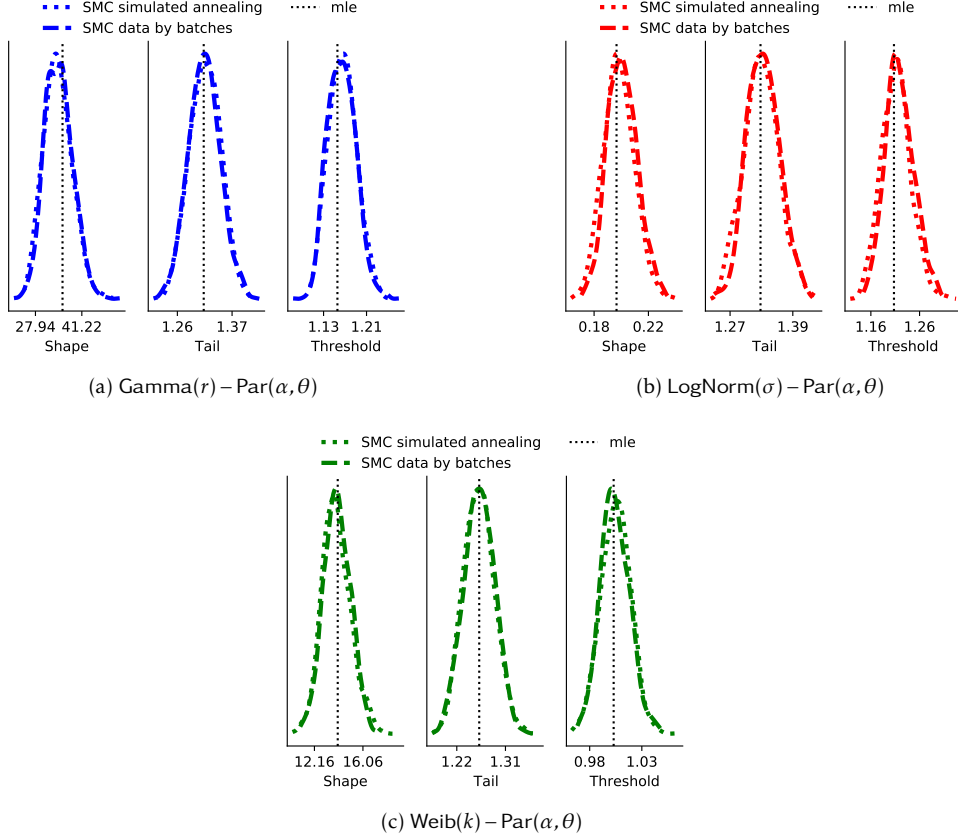 SMC simulated annealing
SMC data by batches
mle
27.94 41.22
Shape
1.26 1.37
Tail
1.13 1.21
Threshold
(a) Gamma(r) – Par(α, θ)
SMC simulated annealing
SMC data by batches
mle
0.18 0.22
Shape
1.27 1.39
Tail
1.16 1.26
Threshold
(b) LogNorm(σ) – Par(α, θ)
SMC simulated annealing
SMC data by batches
mle
12.16 16.06
Shape
1.22 1.31
Tail
0.98 1.03
Threshold
(c) Weib(k) – Par(α, θ)